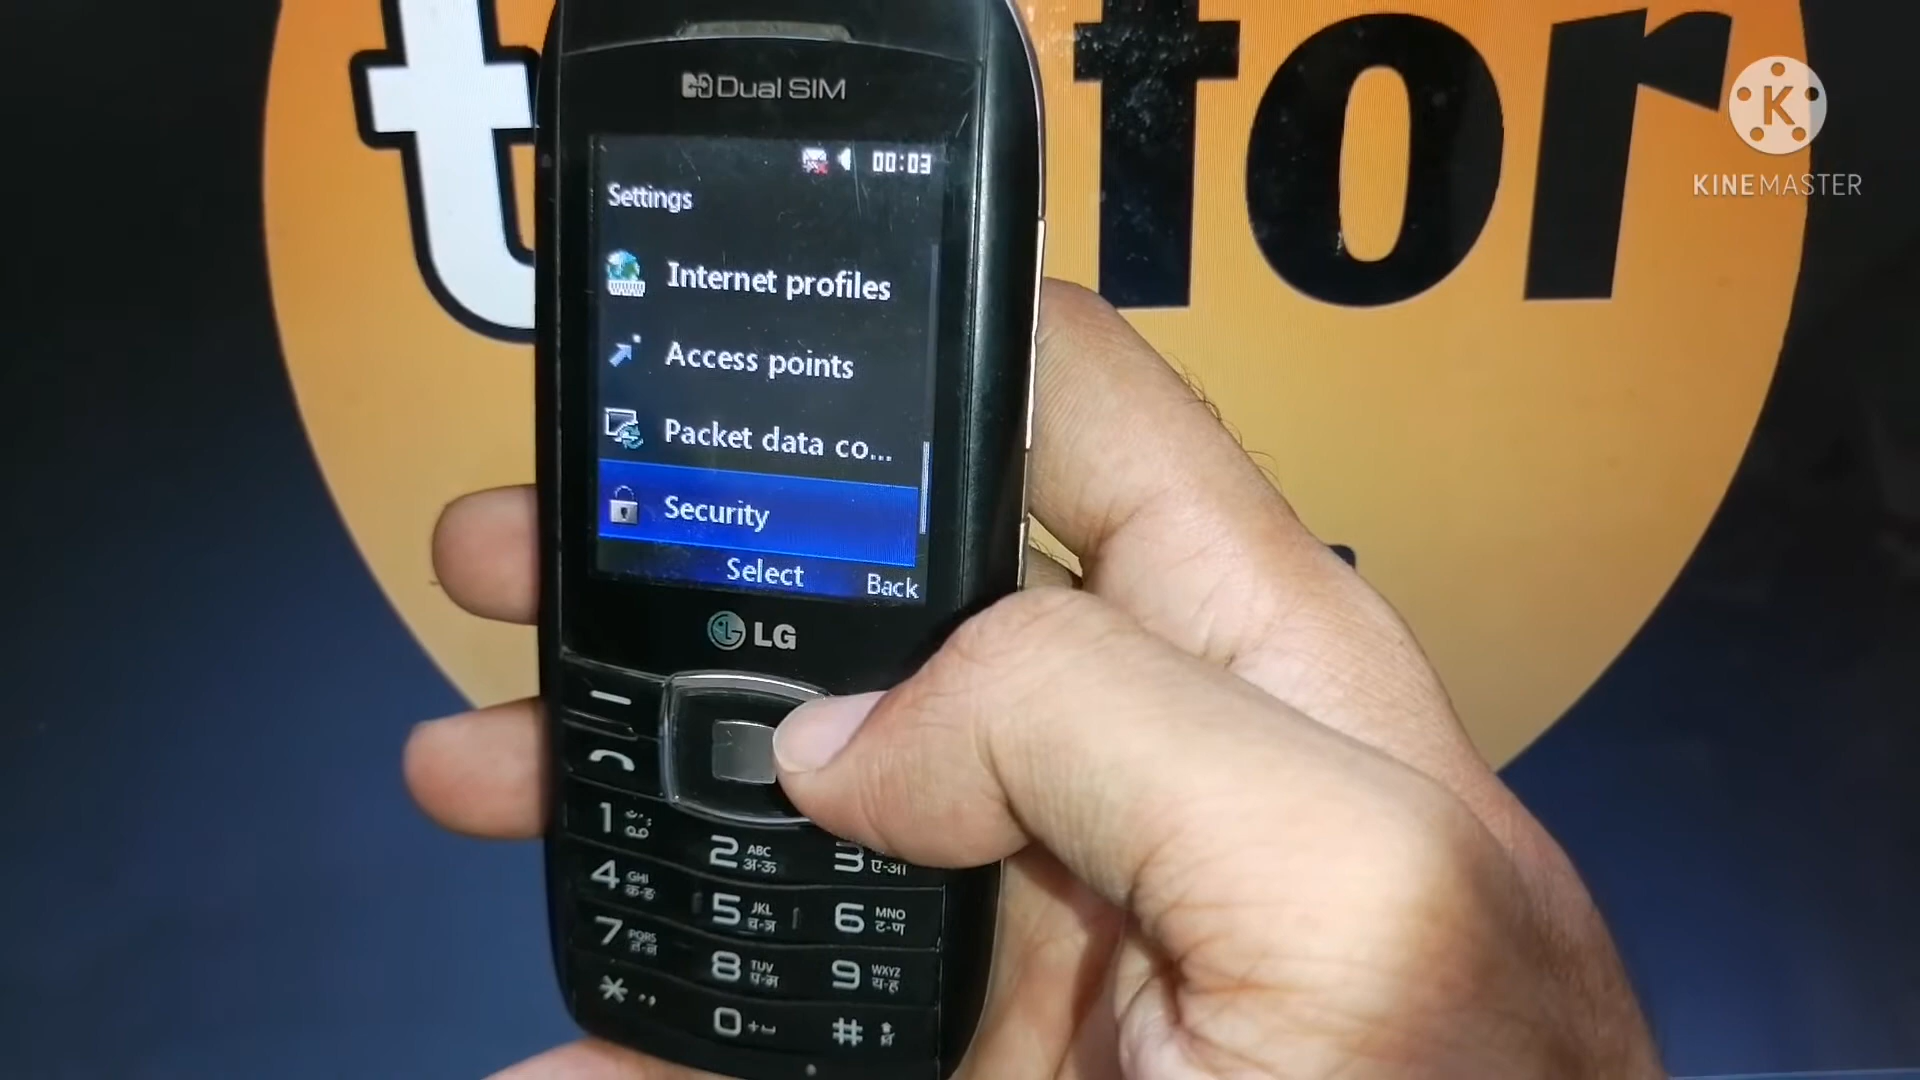 t for
Dual SIM
00:03
Settings
Internet profiles
Access points
Packet data co...
Security
Select Back
LG
K
KINEMASTER
1
2 ABC अ-ऊ
3 ए-औ
4 GHI क-ङ
5 JKL च-ञ
6 MNO ट-ण
7 PQRS त-न
8 TUV प-म
9 WXYZ य-ह
*
0 +
#